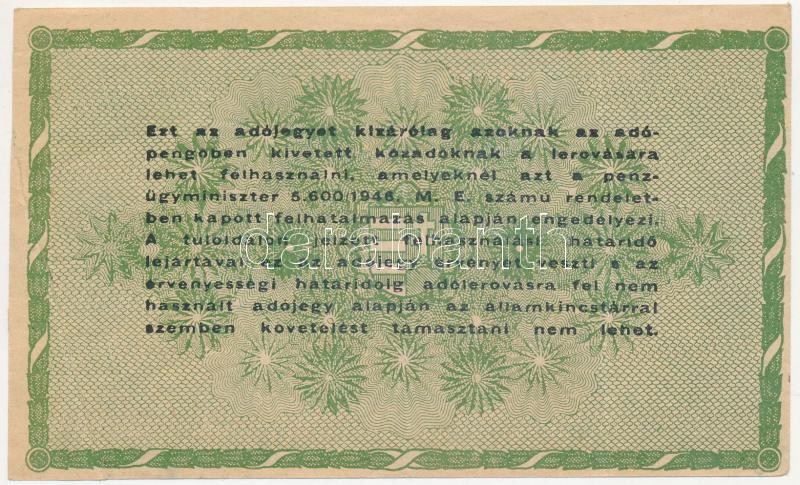 Ezt az adójegyet kizárólag azoknak az adó-
pengőben kivetett közadóknak a lerovására
lehet felhasználni, amelyeknél azt a pénz-
ügyminiszter 5.600/1946. M. E. számú rendelet-
ben kapott felhatalmazás alapján engedélyezi.
A túloldalon jelzett felhasználási határidő
lejártával ez az adójegy érvényét veszti s az
érvényességi határidőig adólerovásra fel nem
használt adójegy alapján az államkincstárral
szemben követelést támasztani nem lehet.
darabanth